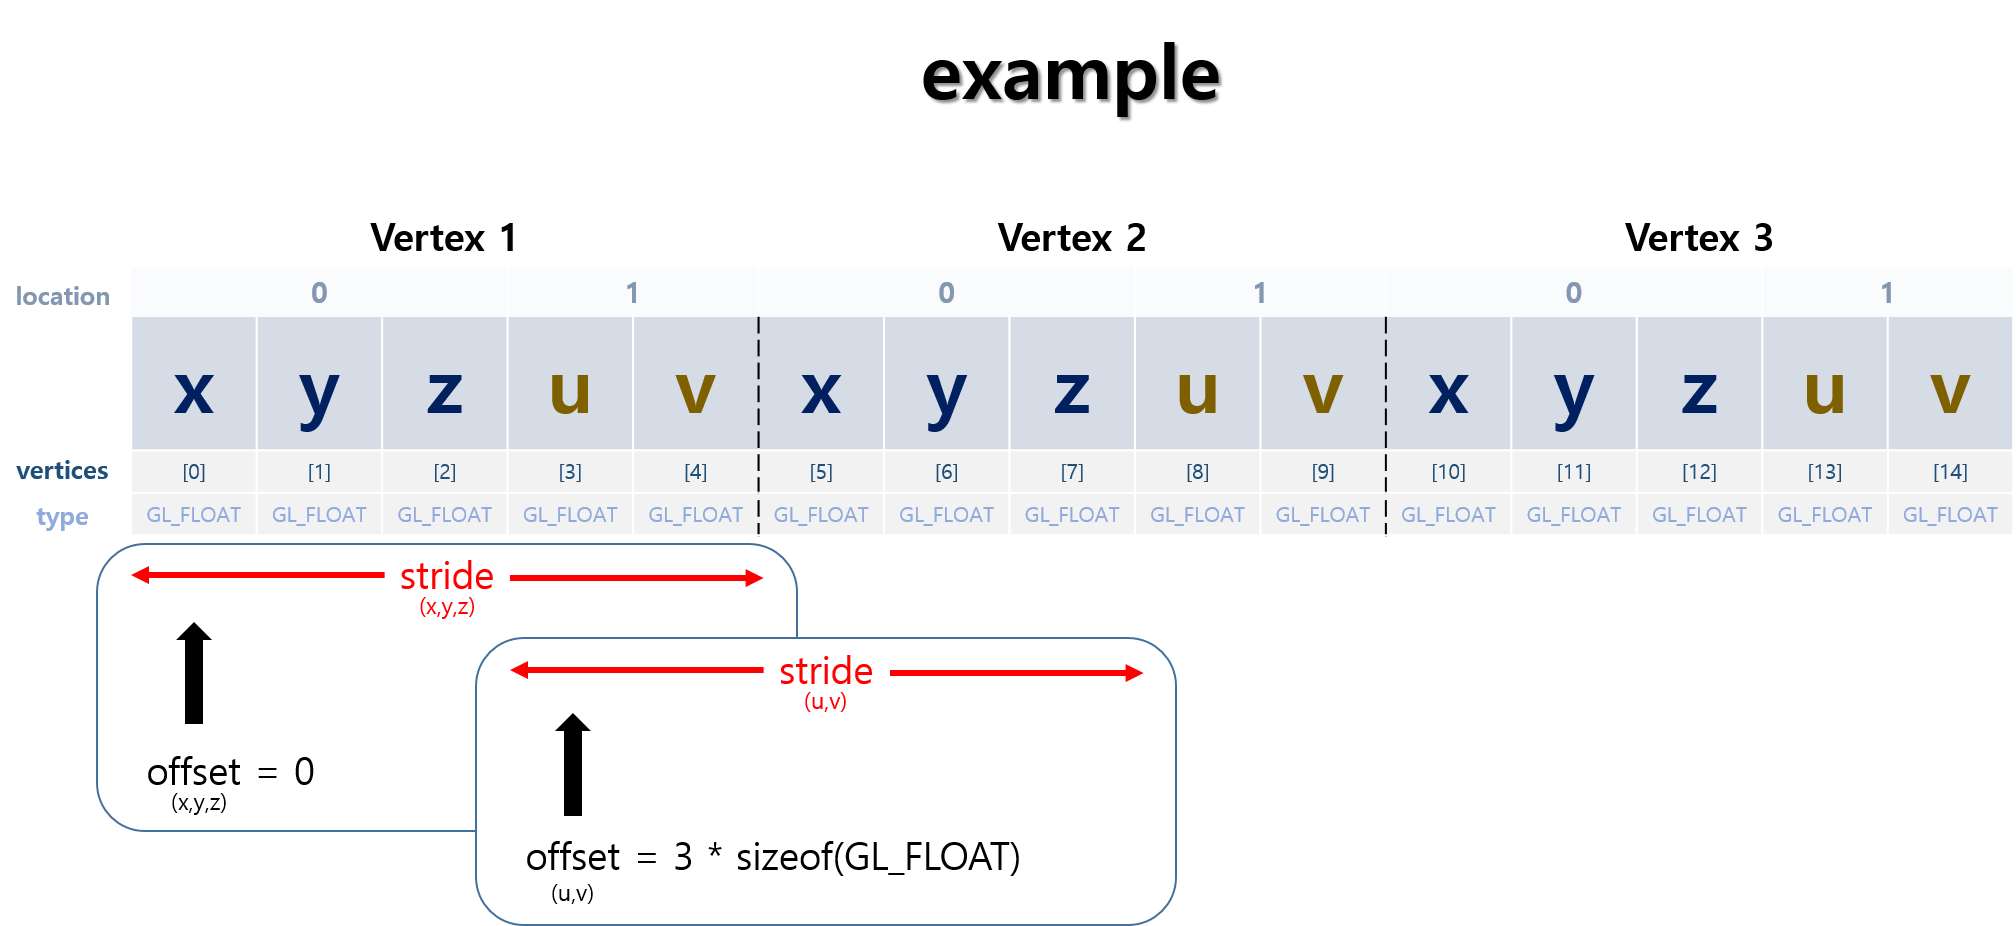 example
Vertex 1 Vertex 2 Vertex 3
location 0 1 0 1 0 1
x y z u v x y z u v x y z u v
vertices [0] [1] [2] [3] [4] [5] [6] [7] [8] [9] [10] [11] [12] [13] [14]
type GL_FLOAT GL_FLOAT GL_FLOAT GL_FLOAT GL_FLOAT GL_FLOAT GL_FLOAT GL_FLOAT GL_FLOAT GL_FLOAT GL_FLOAT GL_FLOAT GL_FLOAT GL_FLOAT GL_FLOAT
stride
(x,y,z)
offset = 0
(x,y,z)
stride
(u,v)
offset = 3 * sizeof(GL_FLOAT)
(u,v)